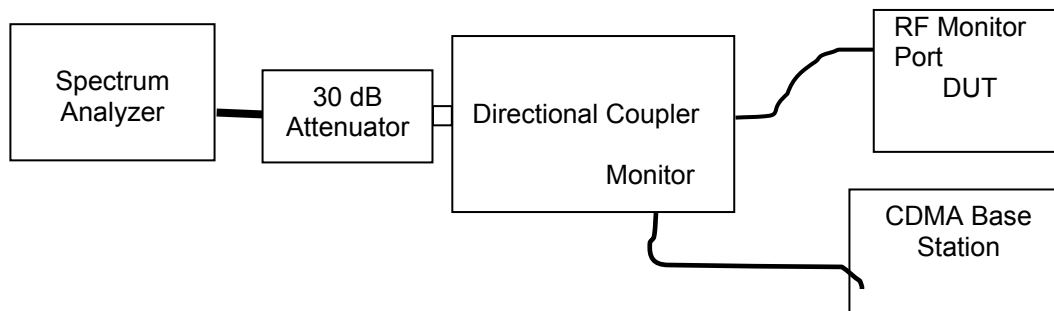 Spectrum
Analyzer
30 dB
Attenuator
Directional Coupler
Monitor
RF Monitor
Port
DUT
CDMA Base
Station